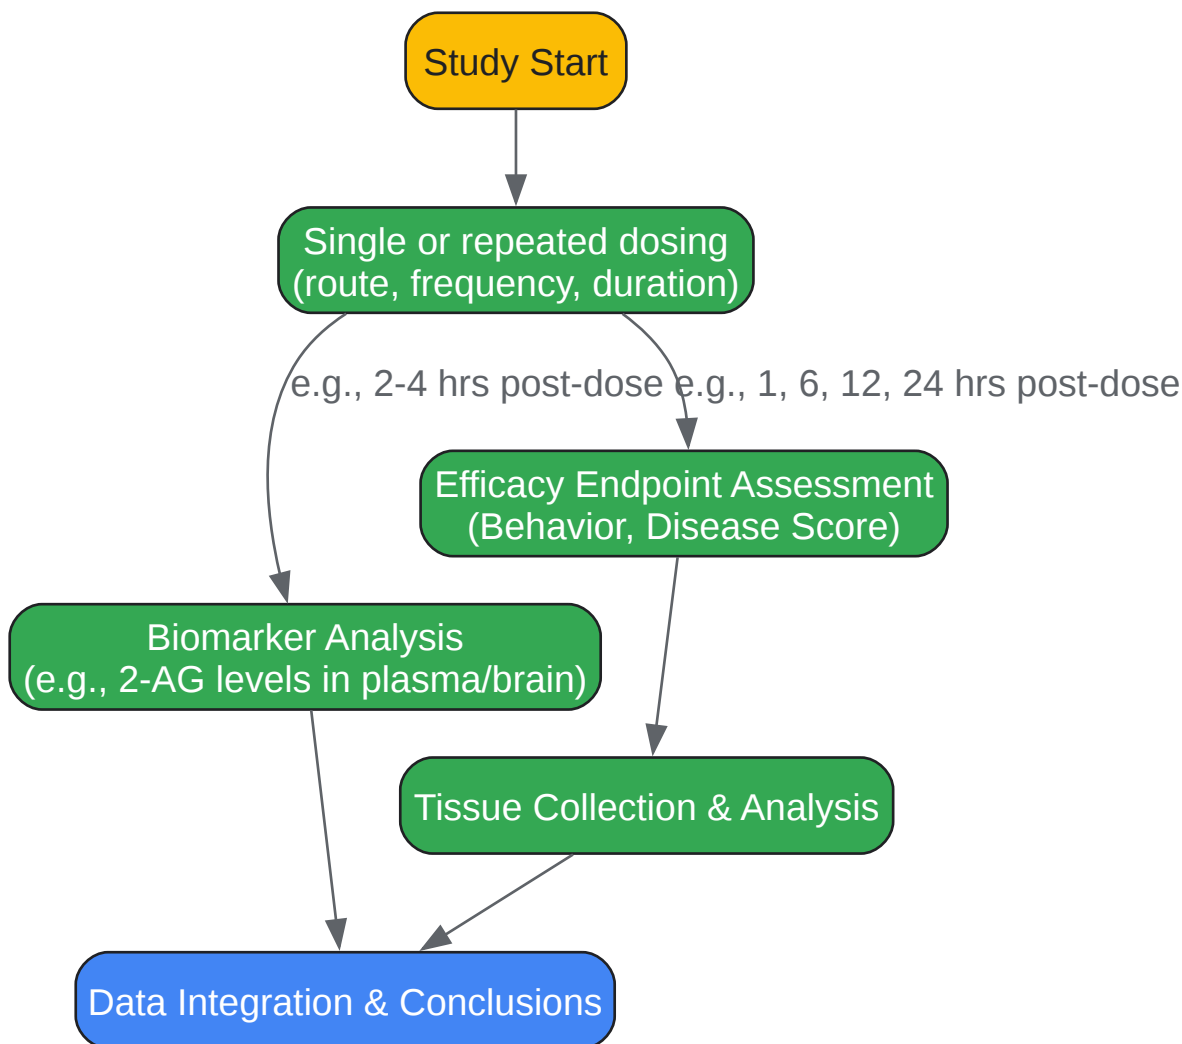 Study Start
Single or repeated dosing
(route, frequency, duration)
e.g., 2-4 hrs post-dose
e.g., 1, 6, 12, 24 hrs post-dose
Efficacy Endpoint Assessment
(Behavior, Disease Score)
Biomarker Analysis
(e.g., 2-AG levels in plasma/brain)
Tissue Collection & Analysis
Data Integration & Conclusions